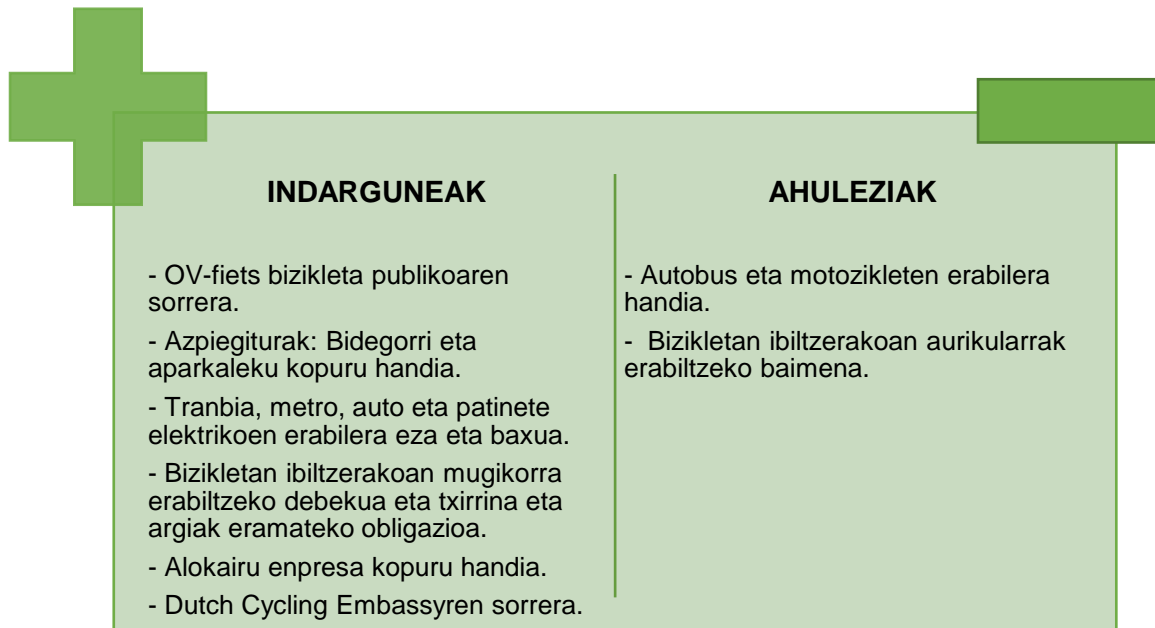 INDARGUNEAK
- OV-fiets bizikleta publikoaren
sorrera.
- Azpiegiturak: Bidegorri eta
aparkaleku kopuru handia.
- Tranbia, metro, auto eta patinete
elektrikoen erabilera eza eta baxua.
- Bizikletan ibiltzerakoan mugikorra
erabiltzeko debekua eta txirrina eta
argiak eramateko obligazioa.
- Alokairu enpresa kopuru handia.
- Dutch Cycling Embassyren sorrera.
AHULEZIAK
- Autobus eta motozikleten erabilera
handia.
- Bizikletan ibiltzerakoan aurikularrak
erabiltzeko baimena.